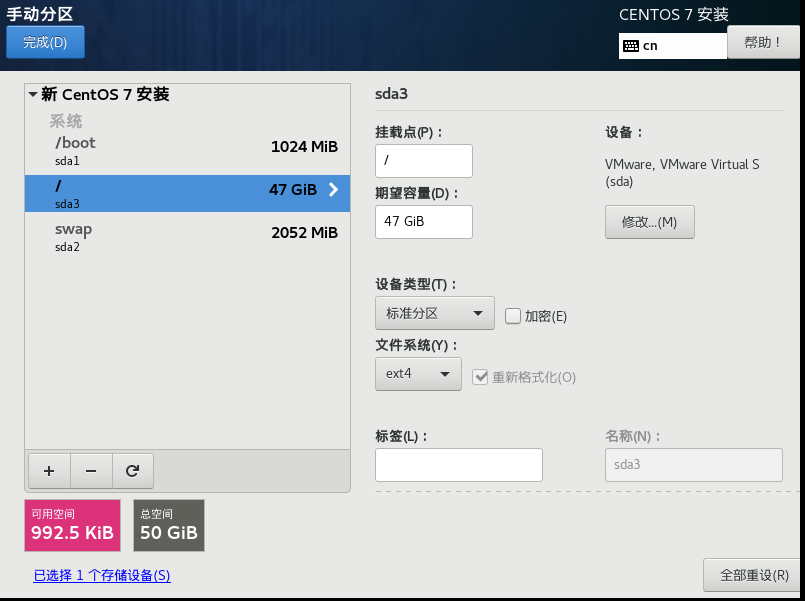 手动分区
CENTOS 7 安装
完成(D)
cn
帮助！
新 CentOS 7 安装
系统
/boot
1024 MiB
sda1
/
47 GiB
sda3
swap
2052 MiB
sda2
+
−
可用空间
992.5 KiB
总空间
50 GiB
已选择 1 个存储设备(S)
sda3
挂载点(P)：
/
期望容量(D)：
47 GiB
设备：
VMware, VMware Virtual S
(sda)
修改...(M)
设备类型(T)：
标准分区
加密(E)
文件系统(Y)：
ext4
重新格式化(O)
标签(L)：
名称(N)：
sda3
全部重设(R)